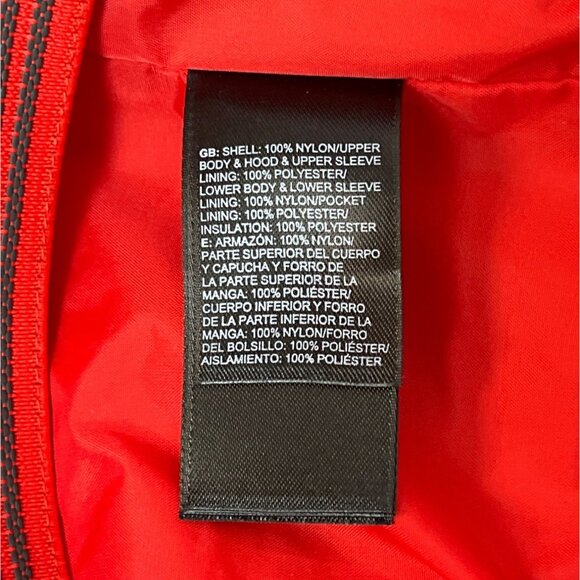 GB: SHELL: 100% NYLON/UPPER
BODY & HOOD & UPPER SLEEVE
LINING: 100% POLYESTER/
LOWER BODY & LOWER SLEEVE
LINING: 100% NYLON/POCKET
LINING: 100% POLYESTER/
INSULATION: 100% POLYESTER
E: ARMAZÓN: 100% NYLON/
PARTE SUPERIOR DEL CUERPO
Y CAPUCHA Y FORRO DE
LA PARTE SUPERIOR DE LA
MANGA: 100% POLIÉSTER/
CUERPO INFERIOR Y FORRO
DE LA PARTE INFERIOR DE LA
MANGA: 100% NYLON/FORRO
DEL BOLSILLO: 100% POLIÉSTER/
AISLAMIENTO: 100% POLIÉSTER